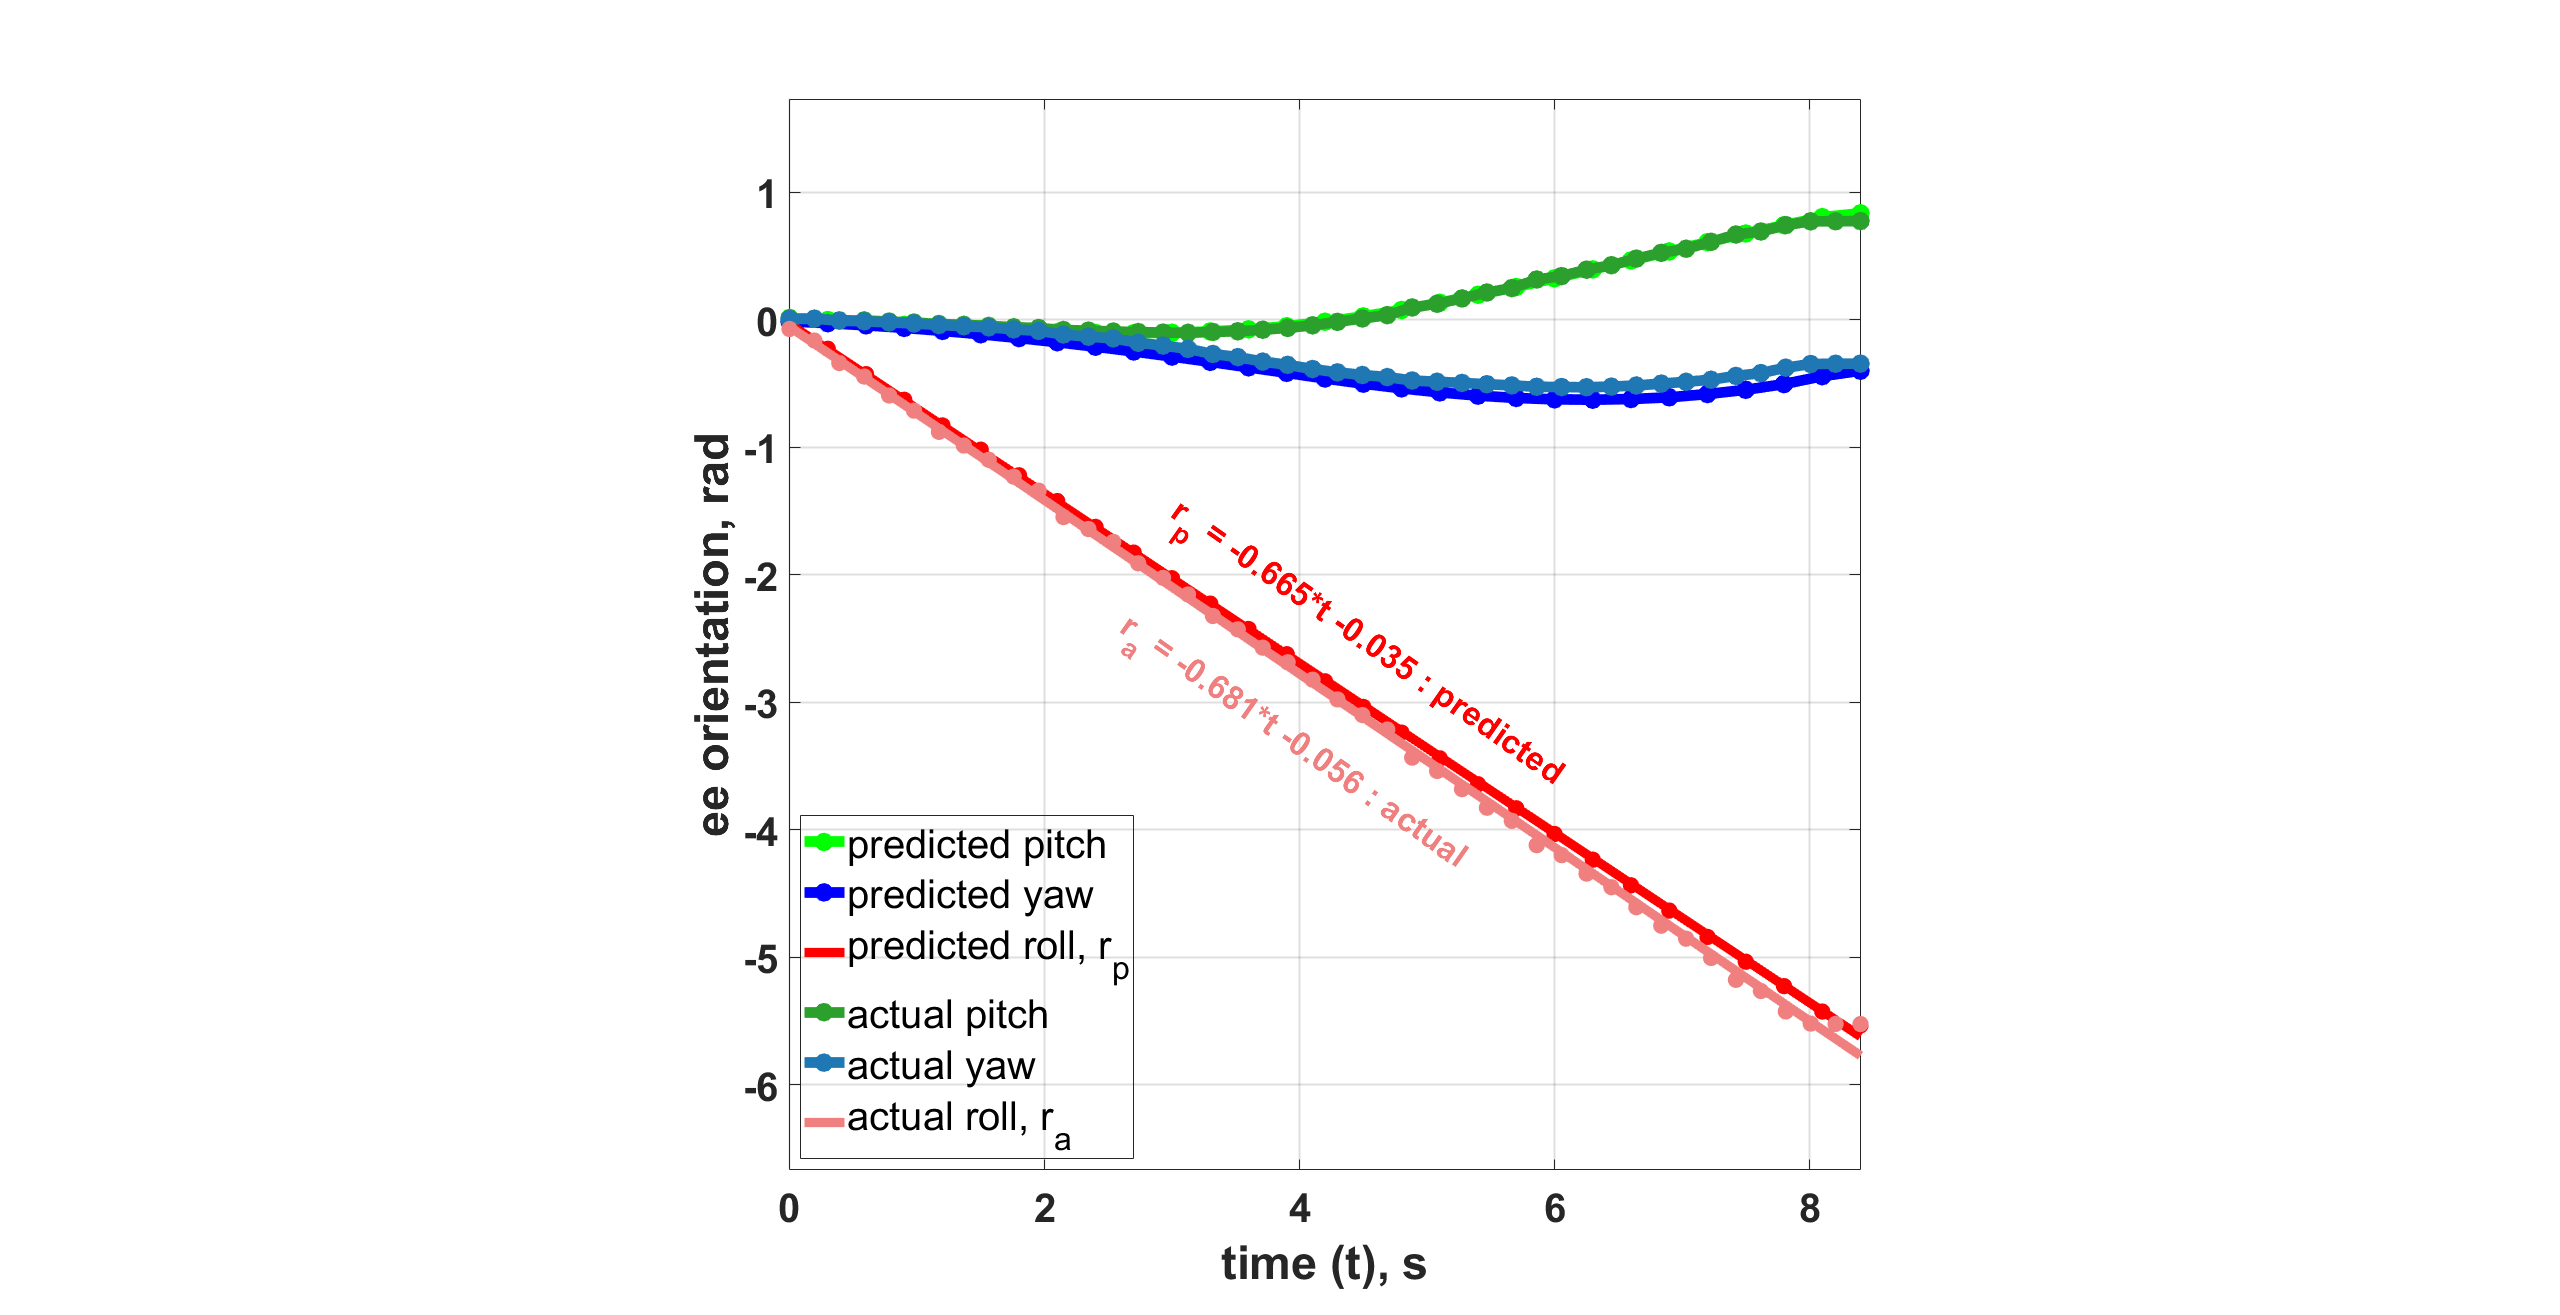 1
0
-1
-2
-3
-4
-5
-6
ee orientation, rad
r_p = -0.665*t -0.035 : predicted
r_a = -0.681*t -0.056 : actual
predicted pitch
predicted yaw
predicted roll, r_p
actual pitch
actual yaw
actual roll, r_a
0 2 4 6 8
time (t), s